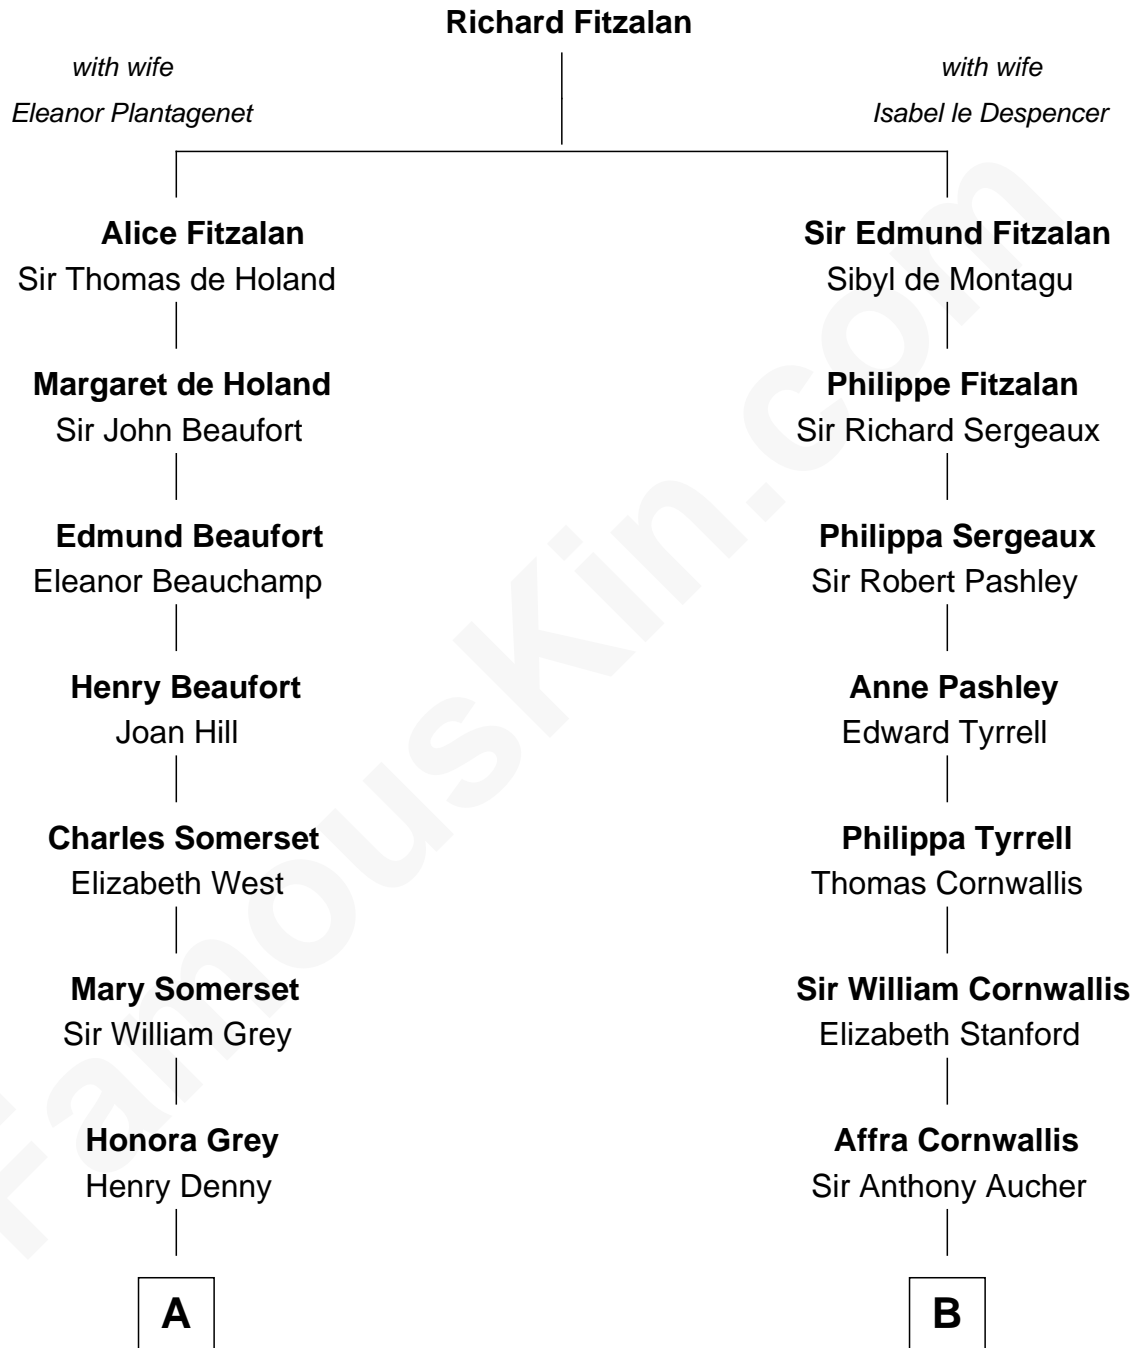 Richard Fitzalan
with wife
Eleanor Plantagenet
with wife
Isabel le Despencer
Alice Fitzalan
Sir Thomas de Holand
Sir Edmund Fitzalan
Sibyl de Montagu
Margaret de Holand
Sir John Beaufort
Philippe Fitzalan
Sir Richard Sergeaux
Edmund Beaufort
Eleanor Beauchamp
Philippa Sergeaux
Sir Robert Pashley
Henry Beaufort
Joan Hill
Anne Pashley
Edward Tyrrell
Charles Somerset
Elizabeth West
Philippa Tyrrell
Thomas Cornwallis
Mary Somerset
Sir William Grey
Sir William Cornwallis
Elizabeth Stanford
Honora Grey
Henry Denny
Affra Cornwallis
Sir Anthony Aucher
A
B
FamousKin.com